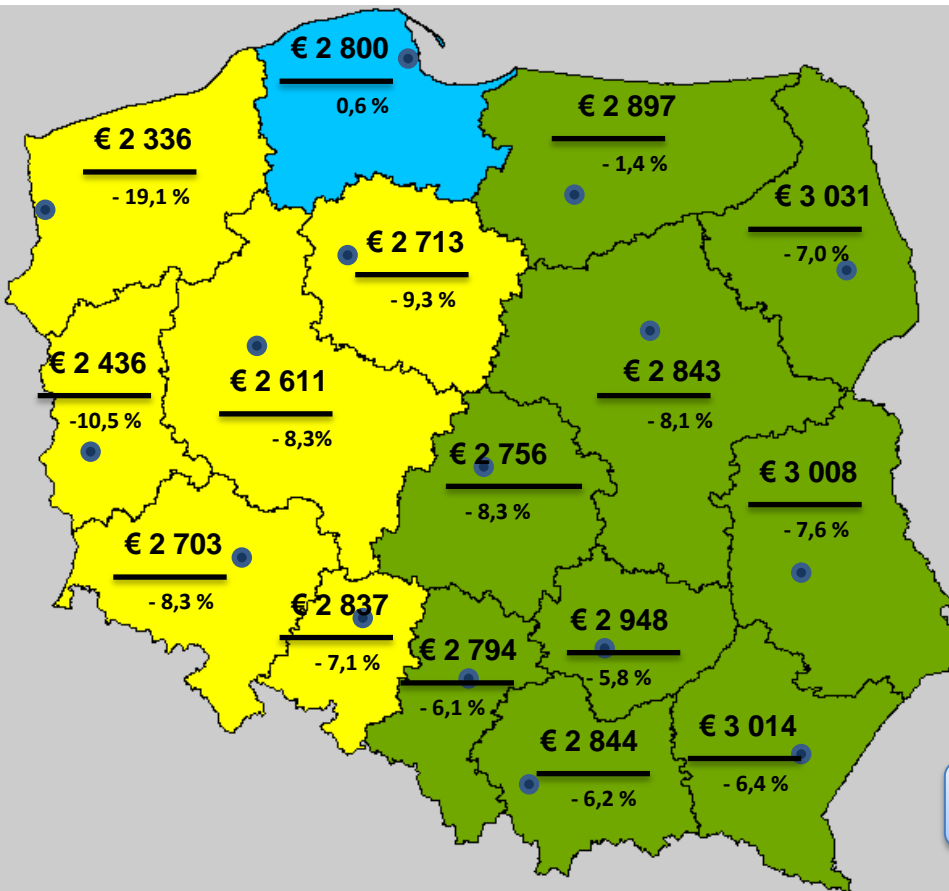 € 2 800
0,6 %
€ 2 897
- 1,4 %
€ 2 336
- 19,1 %
€ 3 031
- 7,0 %
€ 2 713
- 9,3 %
€ 2 436
-10,5 %
€ 2 611
- 8,3%
€ 2 843
- 8,1 %
€ 2 756
- 8,3 %
€ 3 008
- 7,6 %
€ 2 703
- 8,3 %
€ 2 837
- 7,1 %
€ 2 794
- 6,1 %
€ 2 948
- 5,8 %
€ 2 844
- 6,2 %
€ 3 014
- 6,4 %